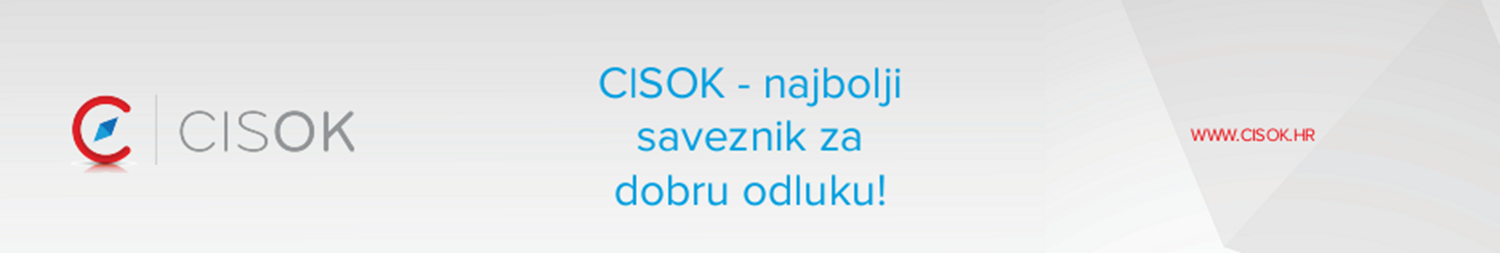 CISOK
CISOK - najbolji
saveznik za
dobru odluku!
WWW.CISOK.HR